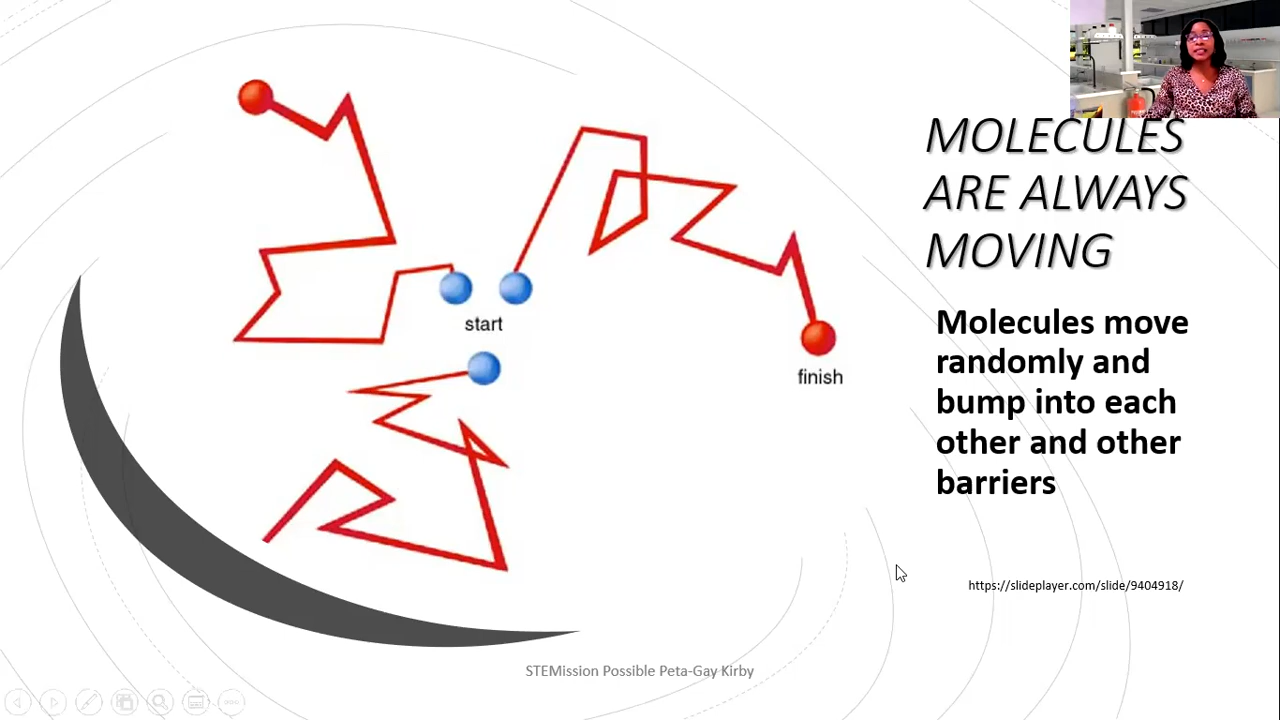 MOLECULES
ARE ALWAYS
MOVING
Molecules move
randomly and
bump into each
other and other
barriers
start
finish
https://slideplayer.com/slide/9404918/
STEMission Possible Peta-Gay Kirby